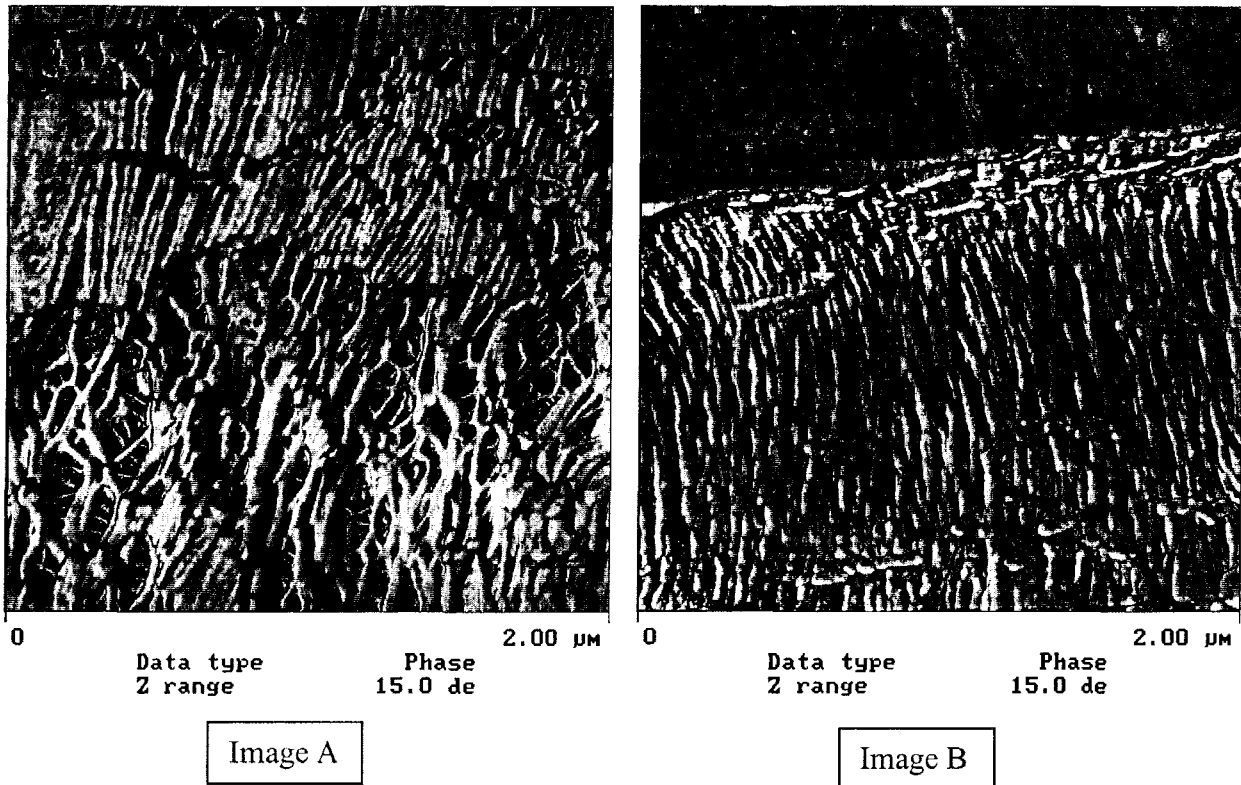 0 2.00 µM
Data type Phase
Z range 15.0 de
Image A
0 2.00 µM
Data type Phase
Z range 15.0 de
Image B